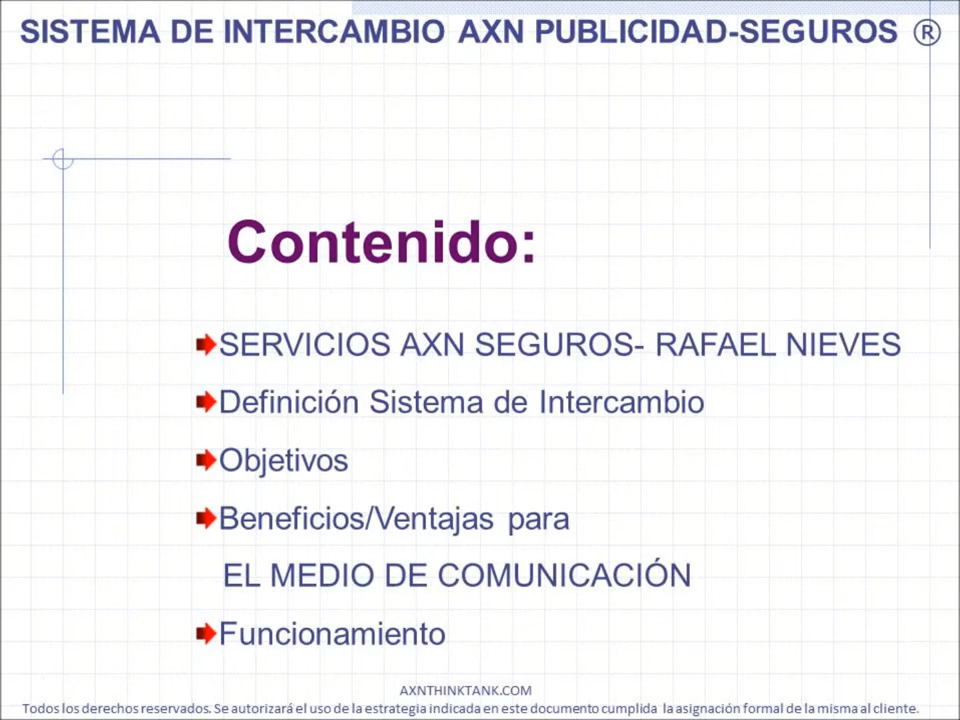 SISTEMA DE INTERCAMBIO AXN PUBLICIDAD-SEGUROS ®
Contenido:
SERVICIOS AXN SEGUROS- RAFAEL NIEVES
Definición Sistema de Intercambio
Objetivos
Beneficios/Ventajas para
EL MEDIO DE COMUNICACIÓN
Funcionamiento
AXNTHINKTANK.COM
Todos los derechos reservados. Se autorizará el uso de la estrategia indicada en este documento cumplida la asignación formal de la misma al cliente.